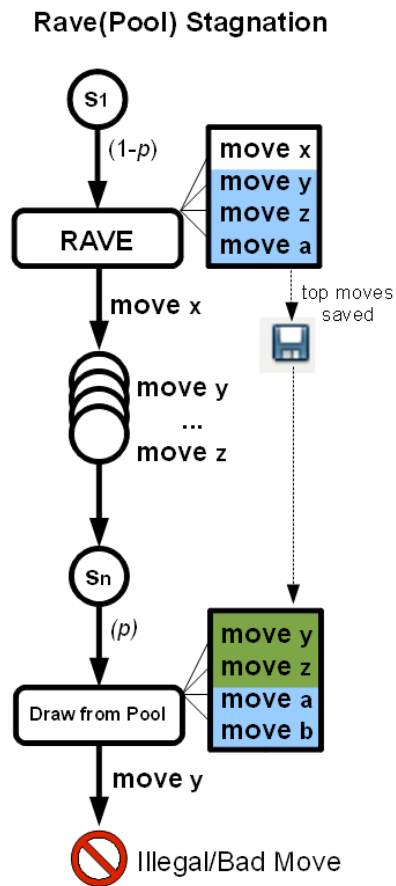 Rave(Pool) Stagnation
S1
(1-p)
move x
move y
move z
move a
RAVE
top moves
saved
move x
move y
...
move z
Sn
(p)
move y
move z
move a
move b
Draw from Pool
move y
Illegal/Bad Move